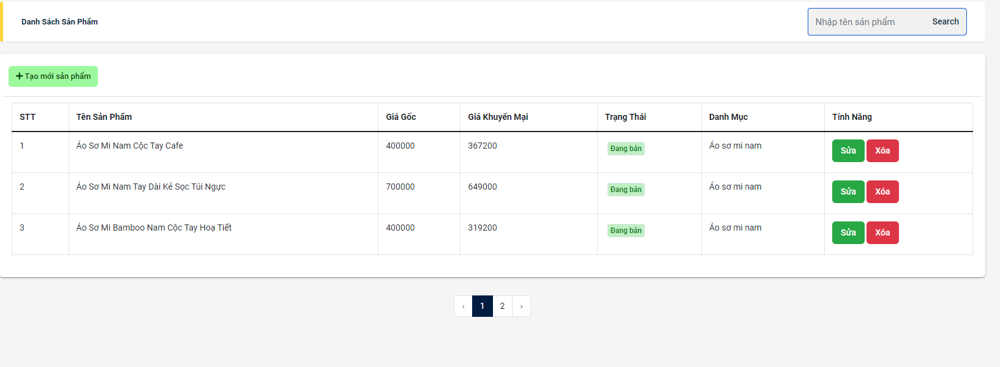 Danh Sách Sản Phẩm
Nhập tên sản phẩm Search
+ Tạo mới sản phẩm
STT Tên Sản Phẩm Giá Gốc Giá Khuyến Mại Trạng Thái Danh Mục Tính Năng
1 Áo Sơ Mi Nam Cộc Tay Cafe 400000 367200 Đang bán Áo sơ mi nam Sửa Xóa
2 Áo Sơ Mi Nam Tay Dài Kẻ Sọc Túi Ngực 700000 649000 Đang bán Áo sơ mi nam Sửa Xóa
3 Áo Sơ Mi Bamboo Nam Cộc Tay Hoạ Tiết 400000 319200 Đang bán Áo sơ mi nam Sửa Xóa
‹ 1 2 ›